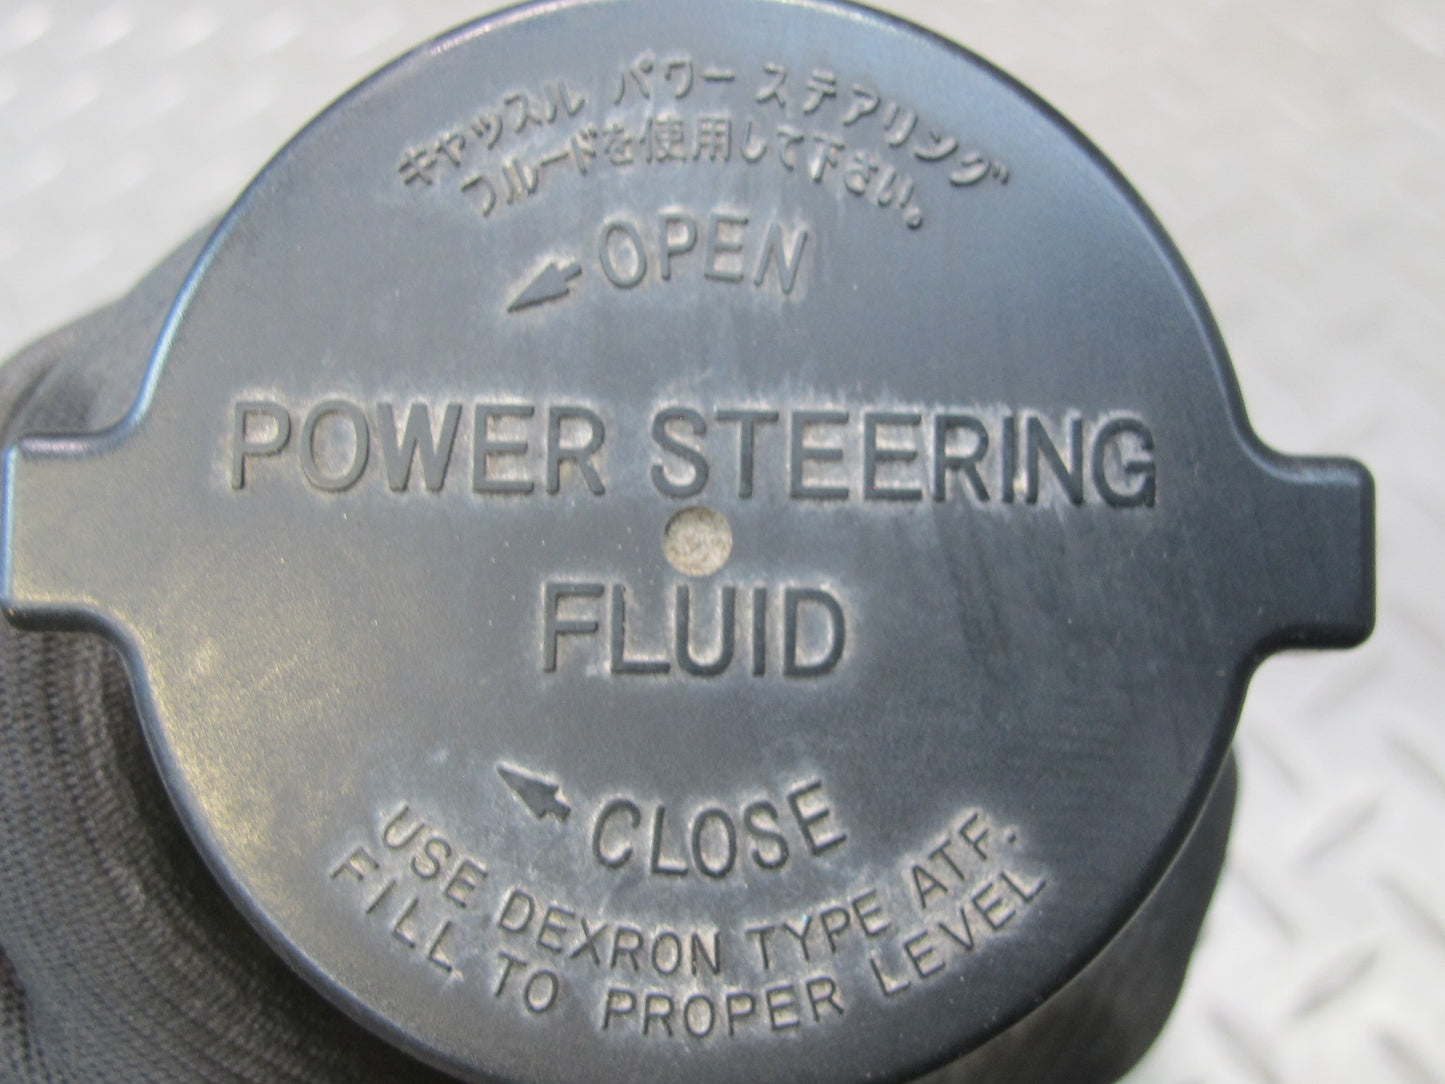 キャッスル パワー ステアリング
フルードを使用して下さい。
OPEN
POWER STEERING
FLUID
CLOSE
USE DEXRON TYPE ATF.
FILL TO PROPER LEVEL